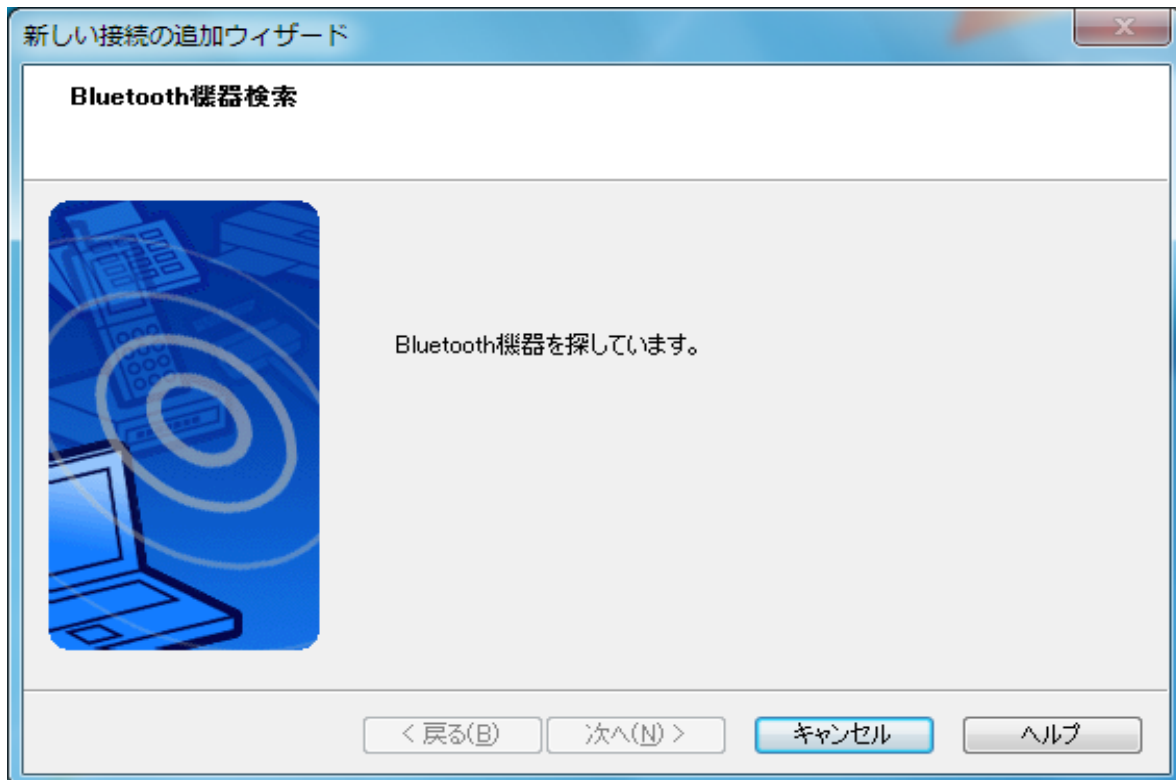 新しい接続の追加ウィザード
Bluetooth機器検索
Bluetooth機器を探しています。
< 戻る(B)
次へ(N) >
キャンセル
ヘルプ